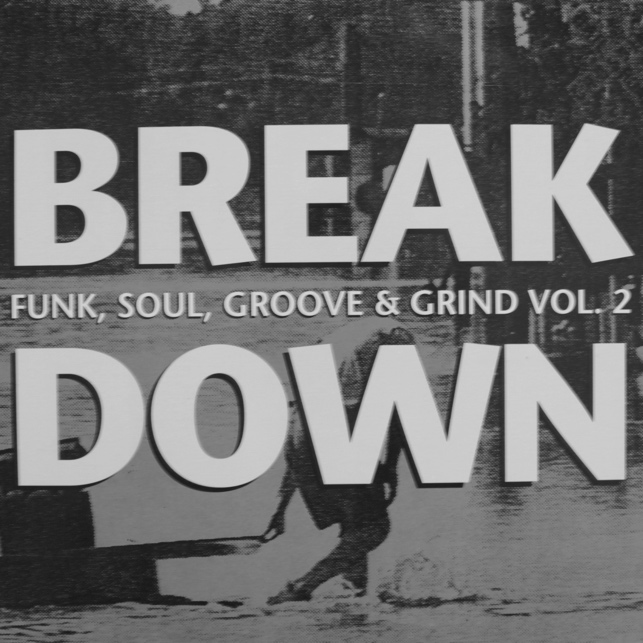 BREAK
FUNK, SOUL, GROOVE & GRIND VOL. 2
DOWN